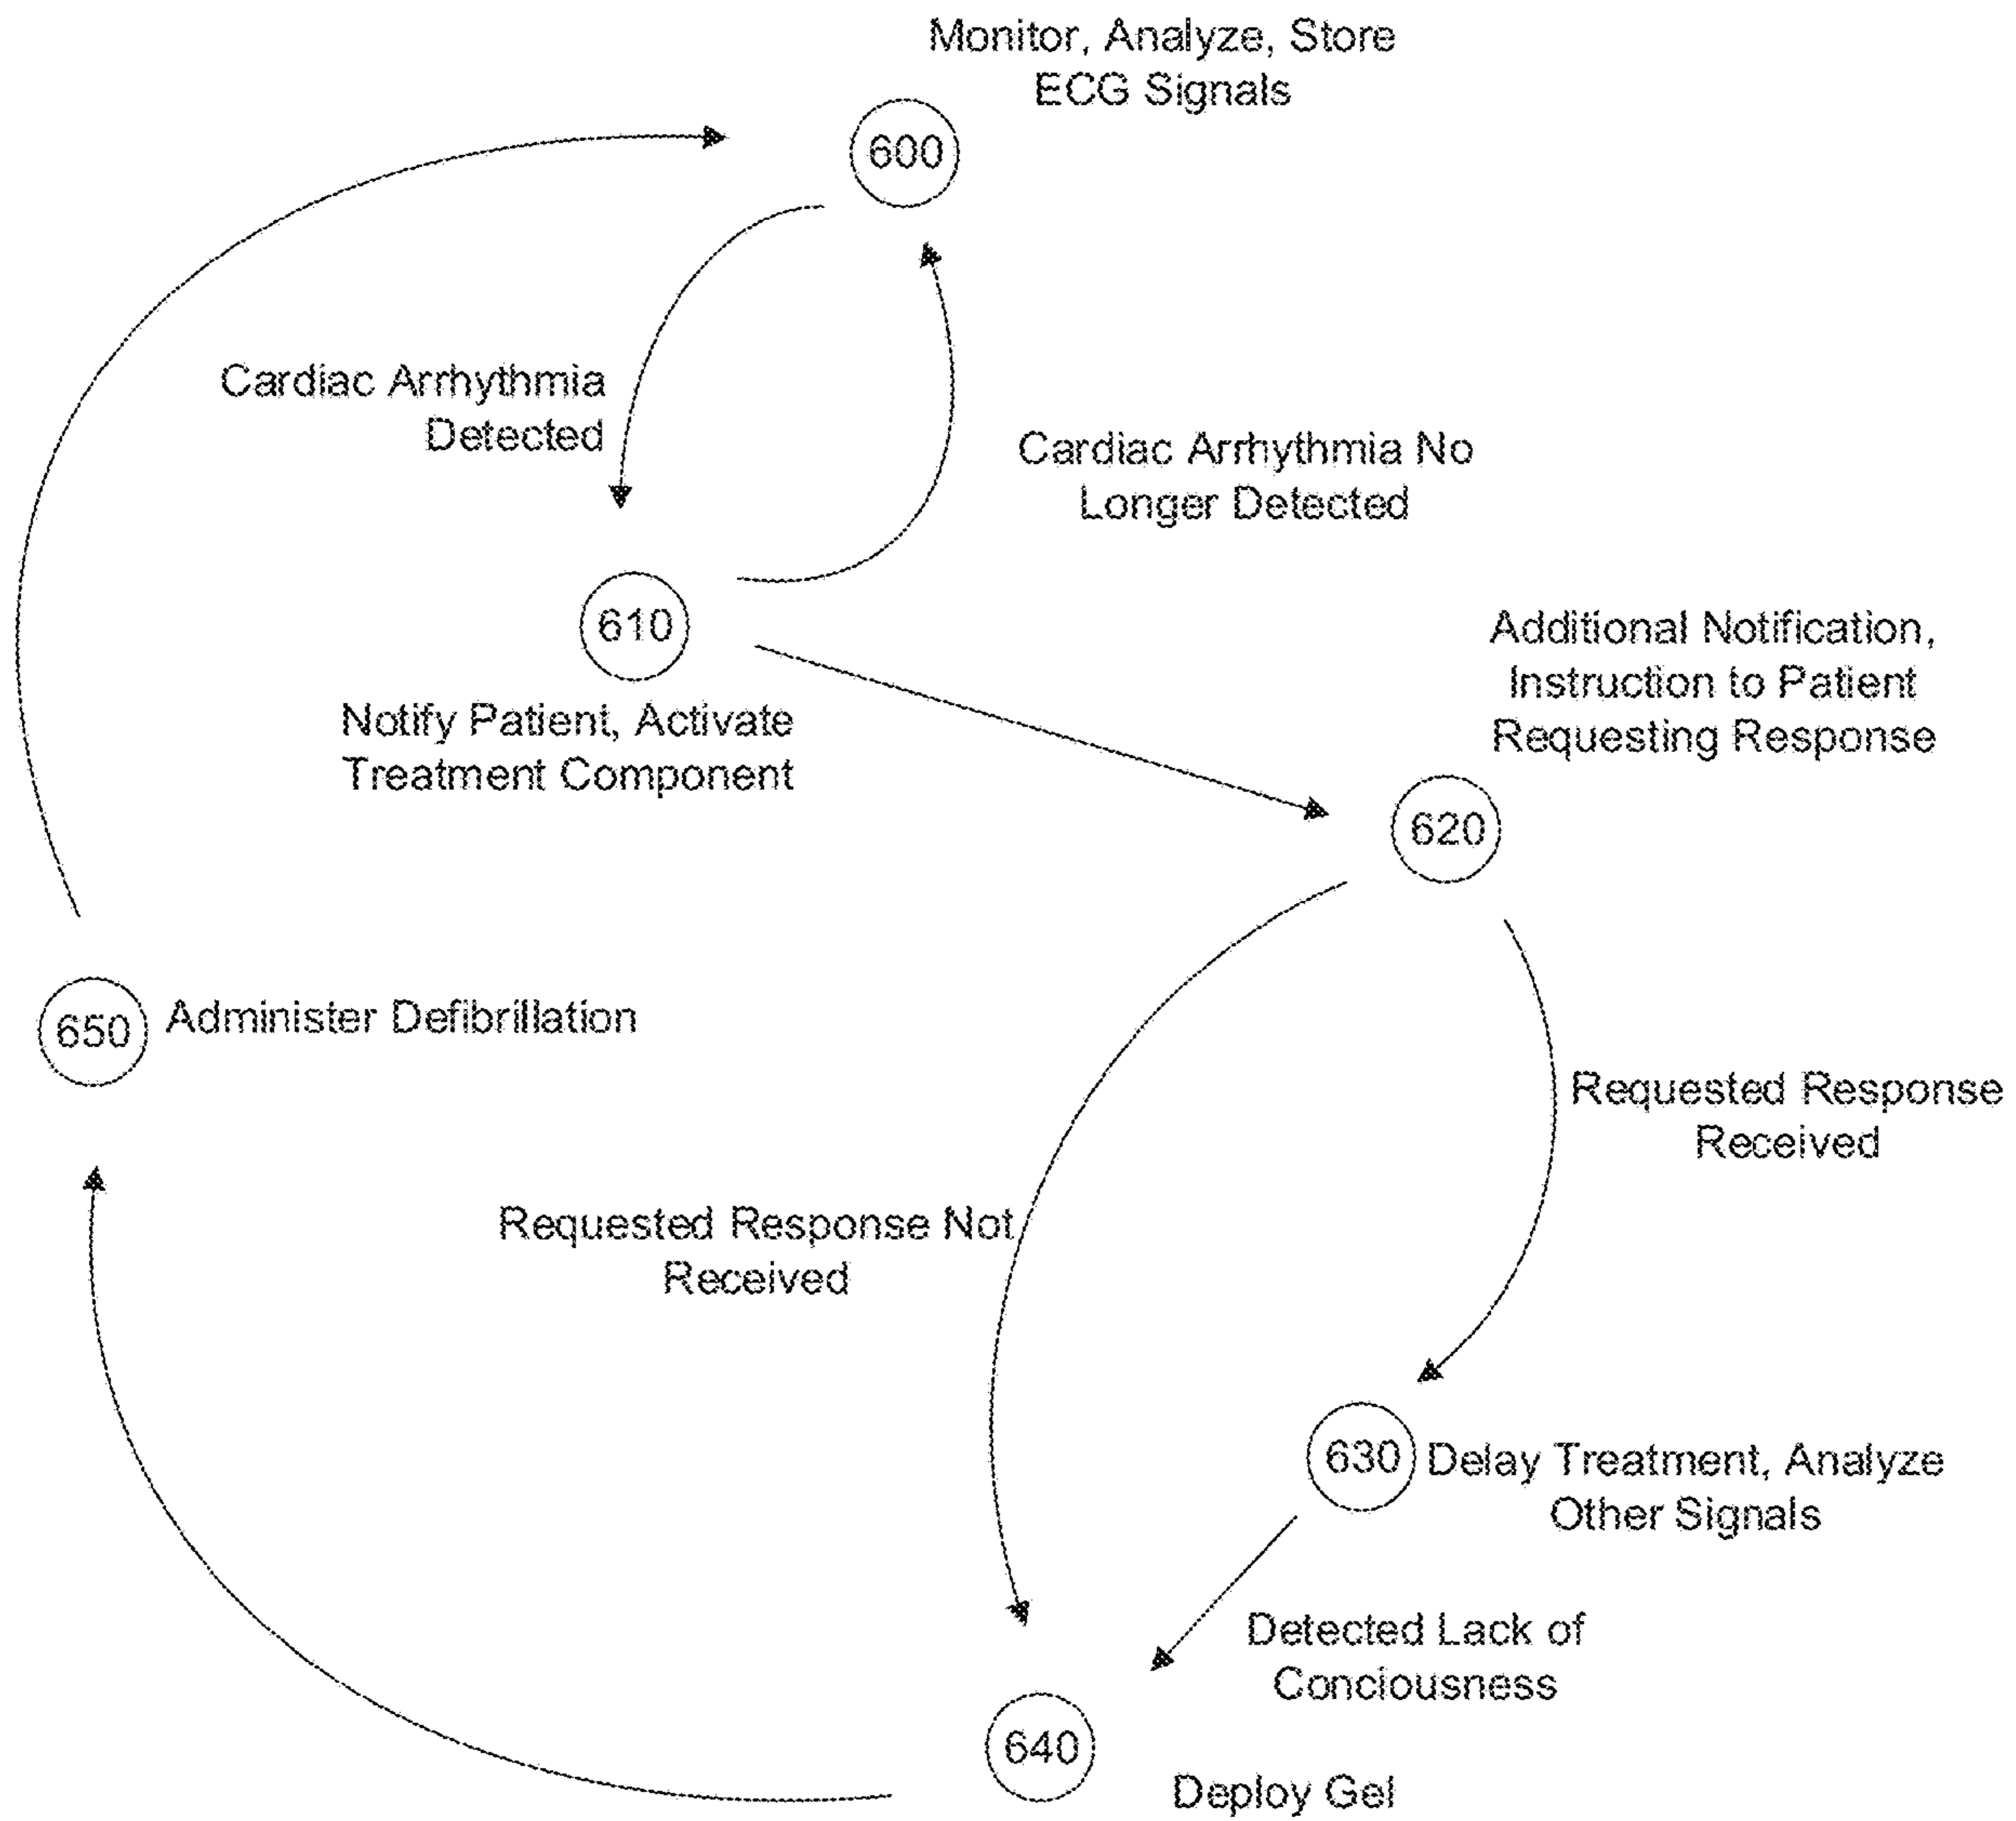 Monitor, Analyze, Store
ECG Signals
600
Cardiac Arrhythmia
Detected
Cardiac Arrhythmia No
Longer Detected
610
Notify Patient, Activate
Treatment Component
Additional Notification,
Instruction to Patient
Requesting Response
620
650
Administer Defibrillation
Requested Response
Received
Requested Response Not
Received
630
Delay Treatment, Analyze
Other Signals
Detected Lack of
Conciousness
640
Deploy Gel